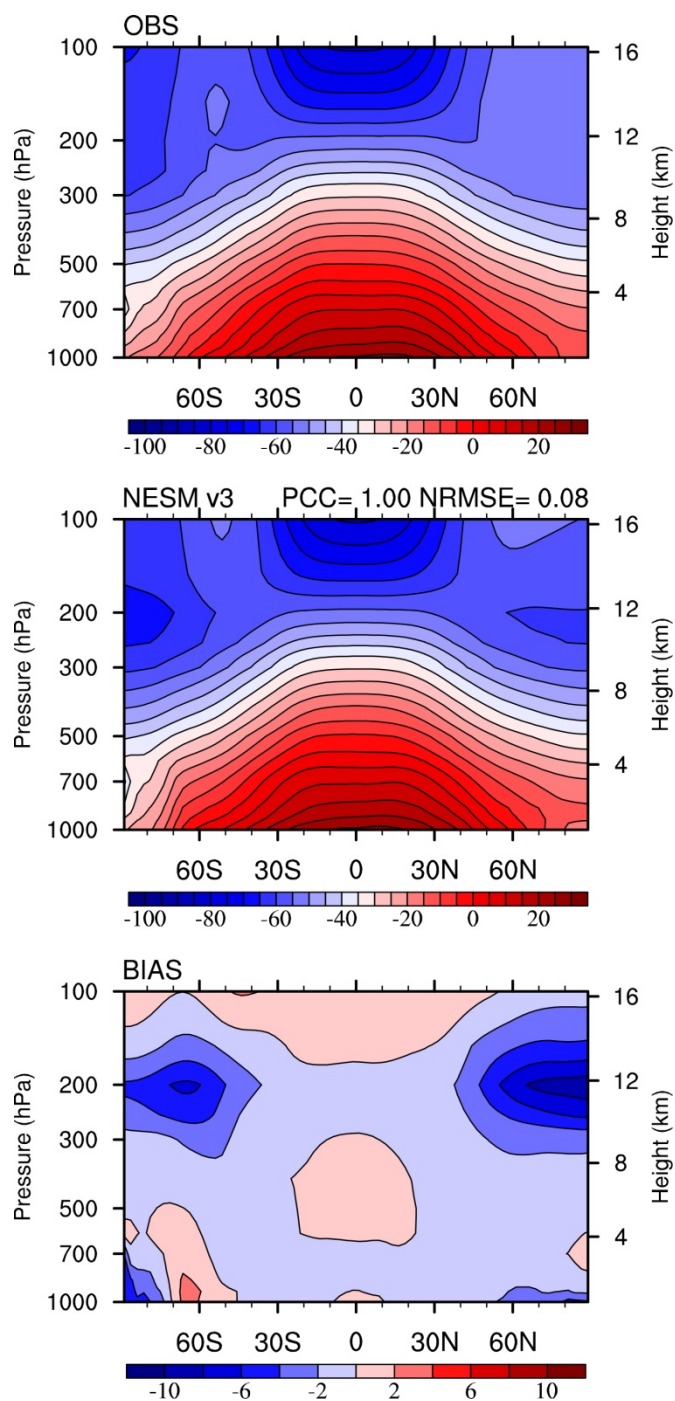 OBS
100
200
300
500
700
1000
Pressure (hPa)
16
12
8
4
Height (km)
60S 30S 0 30N 60N
-100 -80 -60 -40 -20 0 20
NESM v3 PCC= 1.00 NRMSE= 0.08
100
200
300
500
700
1000
Pressure (hPa)
16
12
8
4
Height (km)
60S 30S 0 30N 60N
-100 -80 -60 -40 -20 0 20
BIAS
100
200
300
500
700
1000
Pressure (hPa)
16
12
8
4
Height (km)
60S 30S 0 30N 60N
-10 -6 -2 2 6 10